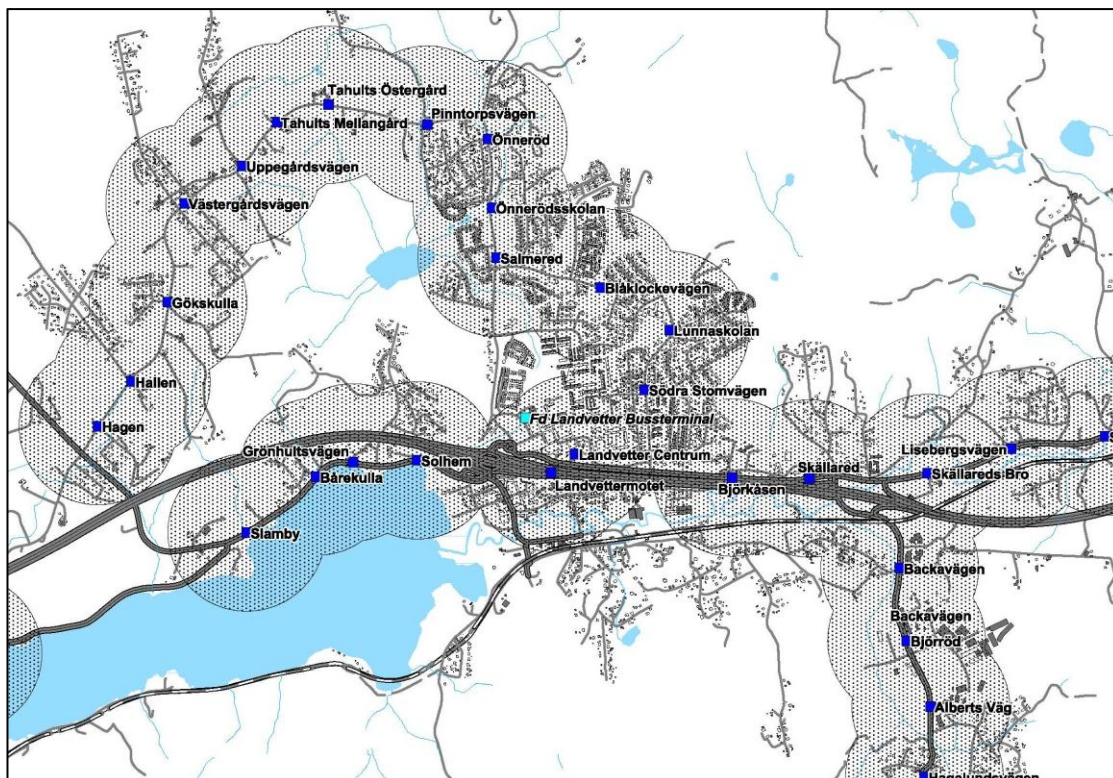 Tahults Östergård
Pinntorpsvägen
Tahults Mellangård
Önneröd
Uppegårdsvägen
Västergårdsvägen
Önnerödsskolan
Salmered
Blåklockevägen
Gökskulla
Lunnaskolan
Hallen
Södra Stomvägen
Fd Landvetter Bussterminal
Hagen
Grönhultsvägen
Solhem
Landvetter Centrum
Lisebergsvägen
Bårekulla
Landvettermotet
Björkåsen
Skällared
Skällareds Bro
Slamby
Backavägen
Backavägen
Björröd
Alberts Väg
Hagelundsvägen